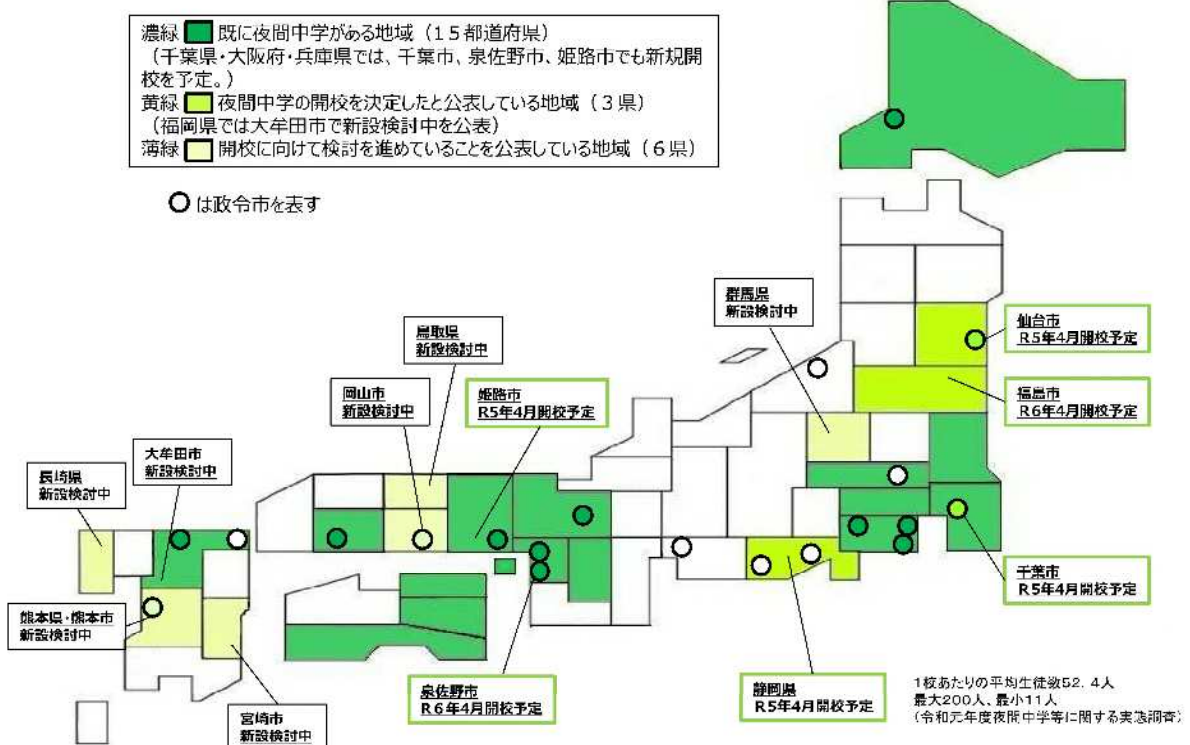 濃緑 既に夜間中学がある地域（１５都道府県）
（千葉県・大阪府・兵庫県では、千葉市、泉佐野市、姫路市でも新規開
校を予定。）
黄緑 夜間中学の開校を決定したと公表している地域（３県）
（福岡県では大牟田市で新設検討中を公表）
薄緑 開校に向けて検討を進めていることを公表している地域（６県）
は政令市を表す
群馬県
新設検討中
仙台市
R5年4月開校予定
鳥取県
新設検討中
岡山市
新設検討中
姫路市
R5年4月開校予定
福島市
R6年4月開校予定
大牟田市
新設検討中
長崎県
新設検討中
千葉市
R5年4月開校予定
熊本県・熊本市
新設検討中
泉佐野市
R6年4月開校予定
静岡県
R5年4月開校予定
宮崎市
新設検討中
1校あたりの平均生徒数52．4人
最大200人、最小11人
（令和元年度夜間中学等に関する実態調査）